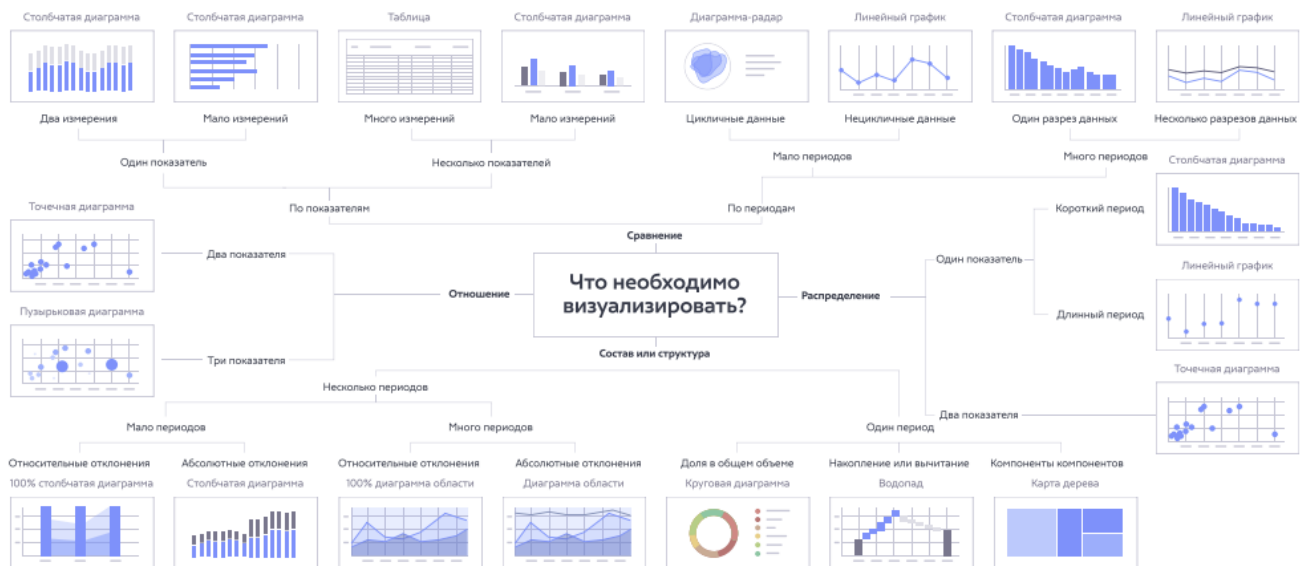 Столбчатая диаграмма
Столбчатая диаграмма
Таблица
Столбчатая диаграмма
Диаграмма-радар
Линейный график
Столбчатая диаграмма
Линейный график
Два измерения
Мало измерений
Много измерений
Мало измерений
Цикличные данные
Нецикличные данные
Один разрез данных
Несколько разрезов данных
Один показатель
Несколько показателей
Мало периодов
Много периодов
Столбчатая диаграмма
Точечная диаграмма
По показателям
По периодам
Короткий период
Сравнение
Два показателя
Один показатель
Линейный график
Отношение
Что необходимо
визуализировать?
Распределение
Пузырьковая диаграмма
Длинный период
Три показателя
Состав или структура
Точечная диаграмма
Несколько периодов
Два показателя
Мало периодов
Много периодов
Один период
Относительные отклонения
Абсолютные отклонения
Относительные отклонения
Абсолютные отклонения
Доля в общем объеме
Накопление или вычитание
Компоненты компонентов
100% столбчатая диаграмма
Столбчатая диаграмма
100% диаграмма области
Диаграмма области
Круговая диаграмма
Водопад
Карта дерева